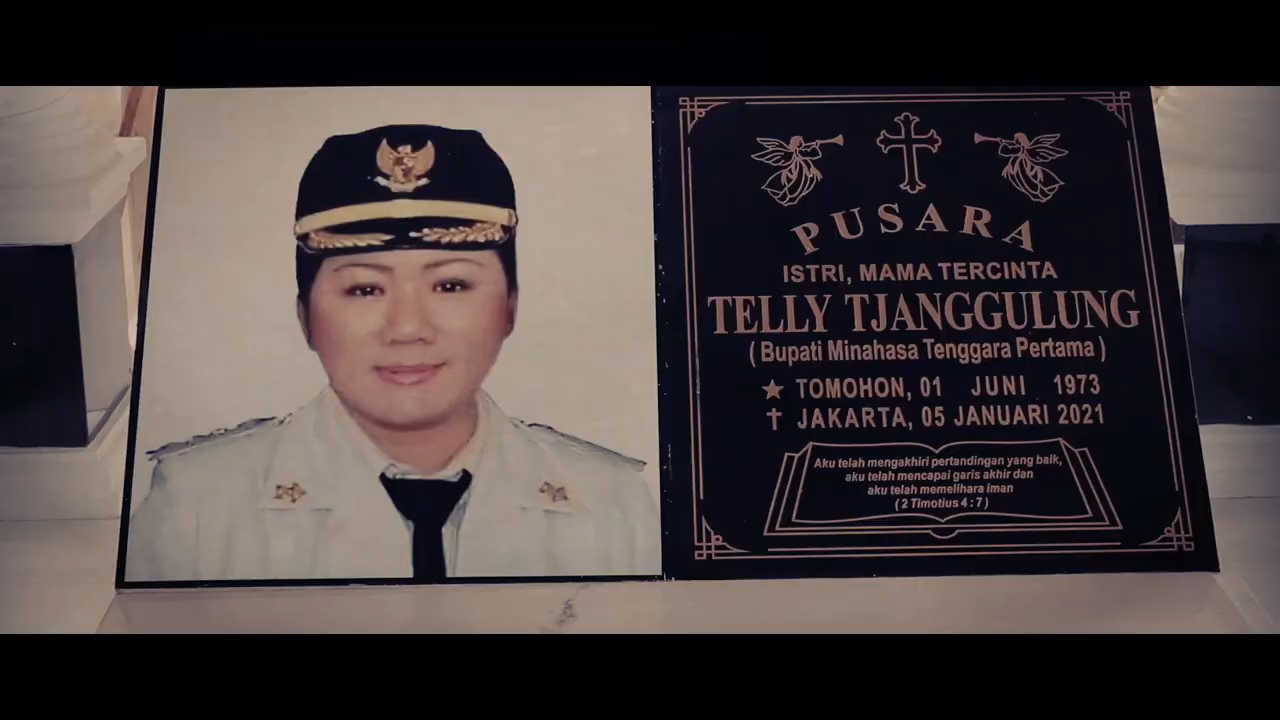 PUSARA
ISTRI, MAMA TERCINTA
TELLY TJANGGULUNG
( Bupati Minahasa Tenggara Pertama )
TOMOHON, 01 JUNI 1973
JAKARTA, 05 JANUARI 2021
Aku telah mengakhiri pertandingan yang baik,
aku telah mencapai garis akhir dan
aku telah memelihara iman
( 2 Timotius 4 : 7 )